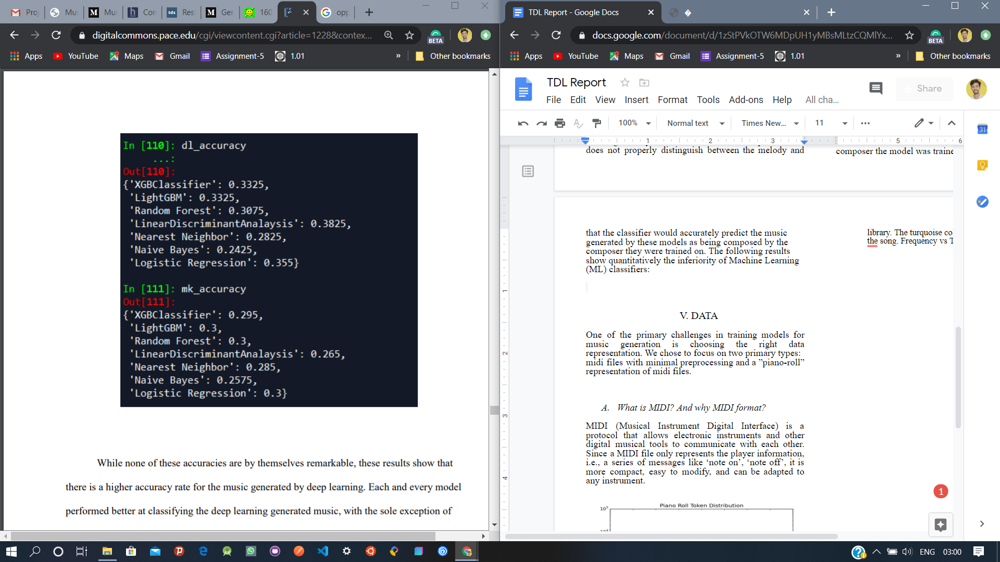 Proj
Mus
Mus
Con
Rest
Gen
160
opp
digitalcommons.pace.edu/cgi/viewcontent.cgi?article=1228&contex...
BETA
Apps
YouTube
Maps
Gmail
Assignment-5
1.01
»
Other bookmarks
In [110]: dl_accuracy
...:
Out[110]:
{'XGBClassifier': 0.3325,
'LightGBM': 0.3325,
'Random Forest': 0.3075,
'LinearDiscriminantAnalaysis': 0.3825,
'Nearest Neighbor': 0.2825,
'Naive Bayes': 0.2425,
'Logistic Regression': 0.355}
In [111]: mk_accuracy
Out[111]:
{'XGBClassifier': 0.295,
'LightGBM': 0.3,
'Random Forest': 0.3,
'LinearDiscriminantAnalaysis': 0.265,
'Nearest Neighbor': 0.285,
'Naive Bayes': 0.2575,
'Logistic Regression': 0.3}
While none of these accuracies are by themselves remarkable, these results show that
there is a higher accuracy rate for the music generated by deep learning. Each and every model
performed better at classifying the deep learning generated music, with the sole exception of
TDL Report - Google Docs
docs.google.com/document/d/1zStPVkOTW6MDpUH1yMBsMLtzCQMlYx...
BETA
Apps
YouTube
Maps
Gmail
Assignment-5
1.01
»
Other bookmarks
TDL Report
Share
File Edit View Insert Format Tools Add-ons Help All cha...
100% Normal text Times New... 11
1 2 3 5 6
31
does not properly distinguish between the melody and
composer the model was traine
that the classifier would accurately predict the music
generated by these models as being composed by the
composer they were trained on. The following results
show quantitatively the inferiority of Machine Learning
(ML) classifiers:
library. The turquoise co
the song. Frequency vs T
V. DATA
One of the primary challenges in training models for
music generation is choosing the right data
representation. We chose to focus on two primary types:
midi files with minimal preprocessing and a ”piano-roll”
representation of midi files.
A. What is MIDI? And why MIDI format?
MIDI (Musical Instrument Digital Interface) is a
protocol that allows electronic instruments and other
digital musical tools to communicate with each other.
Since a MIDI file only represents the player information,
i.e., a series of messages like ‘note on’, ‘note off’, it is
more compact, easy to modify, and can be adapted to
any instrument.
Piano Roll Token Distribution
10⁵
1
1
2
3
4
ENG 03:00